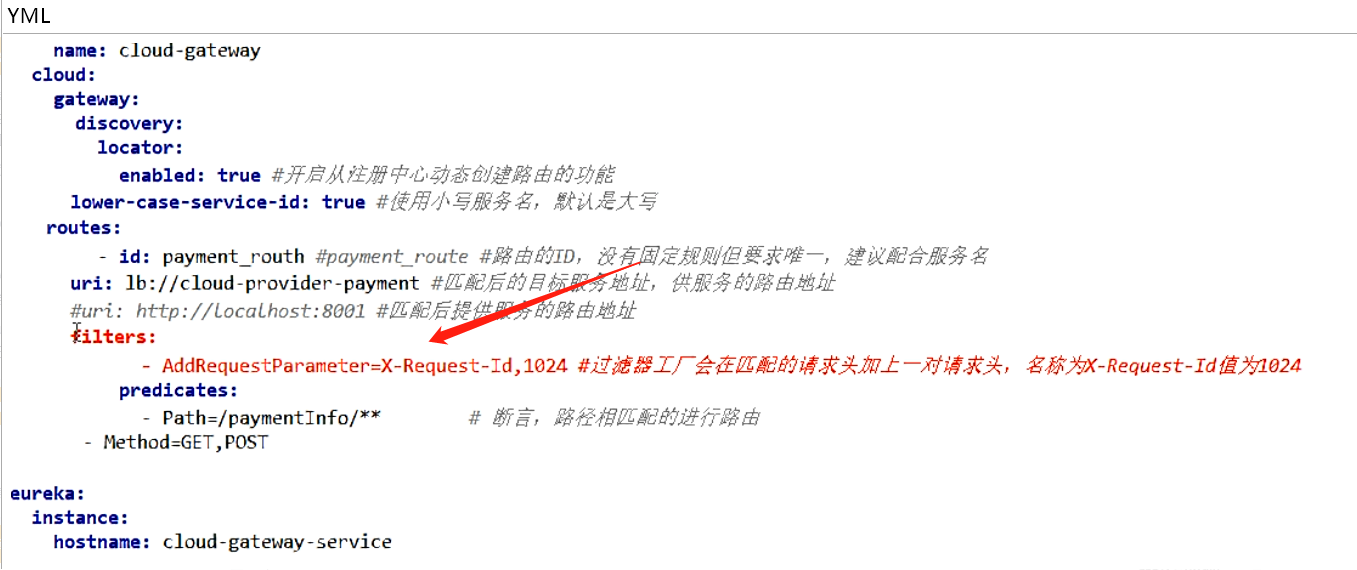 YML
name: cloud-gateway
cloud:
gateway:
discovery:
locator:
enabled: true #开启从注册中心动态创建路由的功能
lower-case-service-id: true #使用小写服务名，默认是大写
routes:
- id: payment_routh #payment_route #路由的ID，没有固定规则但要求唯一，建议配合服务名
uri: lb://cloud-provider-payment #匹配后的目标服务地址，供服务的路由地址
#uri: http://localhost:8001 #匹配后提供服务的路由地址
filters:
- AddRequestParameter=X-Request-Id,1024 #过滤器工厂会在匹配的请求头加上一对请求头，名称为X-Request-Id值为1024
predicates:
- Path=/paymentInfo/** # 断言，路径相匹配的进行路由
- Method=GET,POST
eureka:
instance:
hostname: cloud-gateway-service